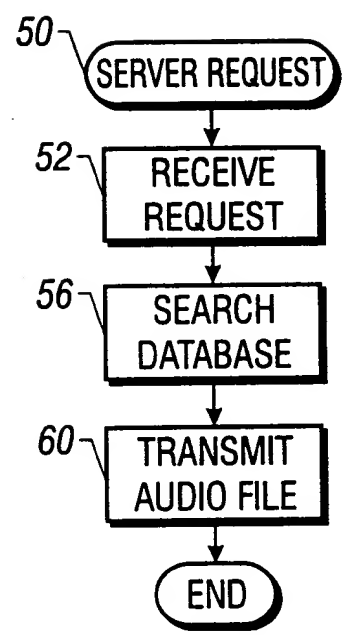 50
SERVER REQUEST
52
RECEIVE
REQUEST
56
SEARCH
DATABASE
60
TRANSMIT
AUDIO FILE
END